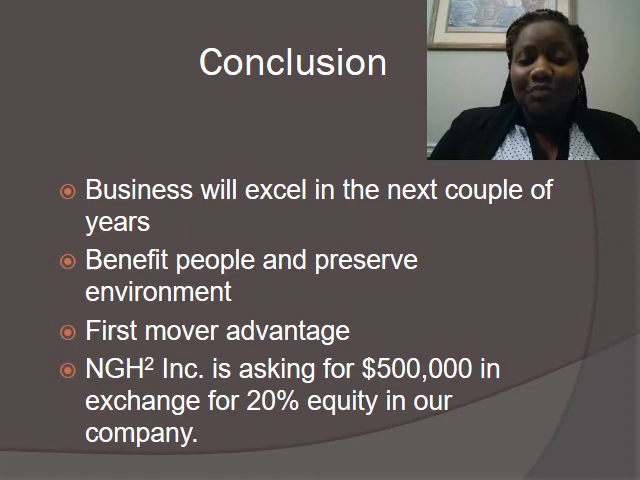 Conclusion
Business will excel in the next couple of
years
Benefit people and preserve
environment
First mover advantage
NGH² Inc. is asking for $500,000 in
exchange for 20% equity in our
company.